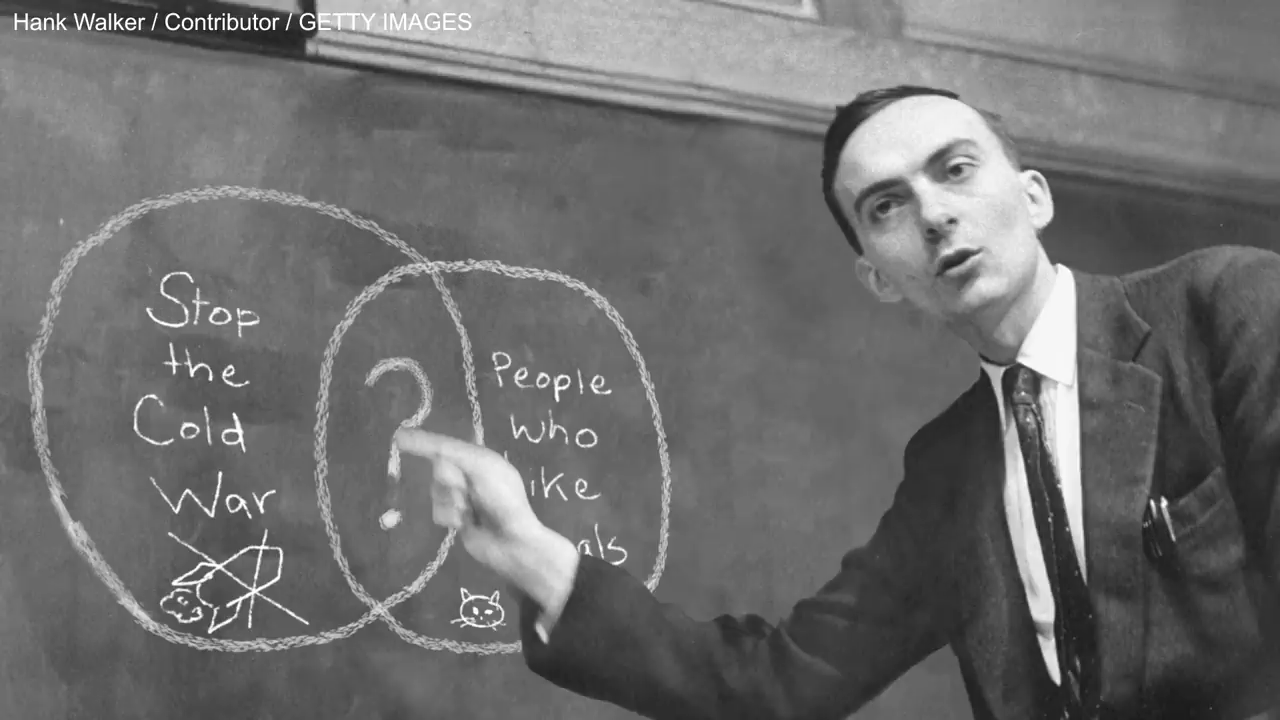 Hank Walker / Contributor / GETTY IMAGES
Stop
the
Cold
War
?
People
who